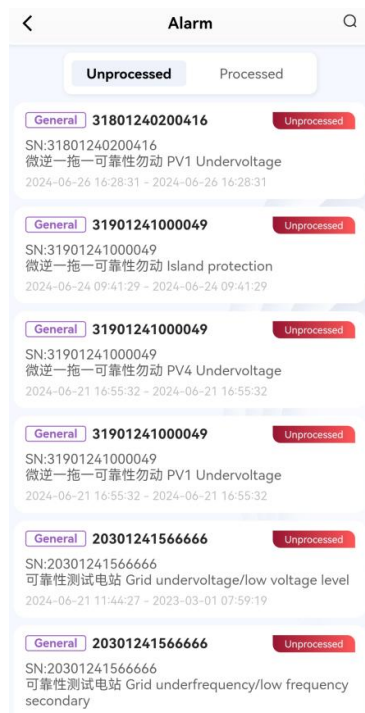 Alarm
Unprocessed Processed
General 31801240200416 Unprocessed
SN:31801240200416
微逆一拖一可靠性勿动 PV1 Undervoltage
2024-06-26 16:28:31 - 2024-06-26 16:28:31
General 31901241000049 Unprocessed
SN:31901241000049
微逆一拖一可靠性勿动 Island protection
2024-06-24 09:41:29 - 2024-06-24 09:41:29
General 31901241000049 Unprocessed
SN:31901241000049
微逆一拖一可靠性勿动 PV4 Undervoltage
2024-06-21 16:55:32 - 2024-06-21 16:55:32
General 31901241000049 Unprocessed
SN:31901241000049
微逆一拖一可靠性勿动 PV1 Undervoltage
2024-06-21 16:55:32 - 2024-06-21 16:55:32
General 20301241566666 Unprocessed
SN:20301241566666
可靠性测试电站 Grid undervoltage/low voltage level
2024-06-21 11:44:27 - 2023-03-01 07:59:19
General 20301241566666 Unprocessed
SN:20301241566666
可靠性测试电站 Grid underfrequency/low frequency
secondary